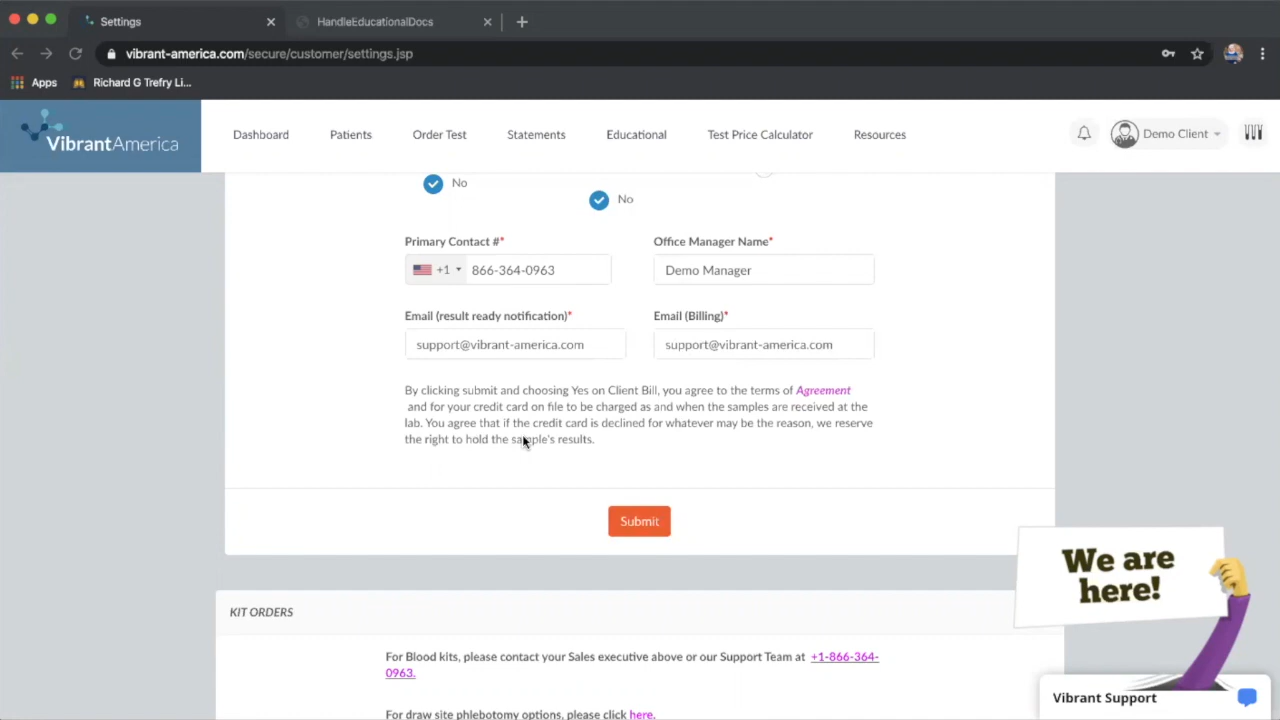 Settings
HandleEducationalDocs
vibrant-america.com/secure/customer/settings.jsp
Apps
Richard G Trefry Li...
VibrantAmerica
Dashboard
Patients
Order Test
Statements
Educational
Test Price Calculator
Resources
Demo Client
No
No
Primary Contact #*
Office Manager Name*
+1
866-364-0963
Demo Manager
Email (result ready notification)*
Email (Billing)*
support@vibrant-america.com
support@vibrant-america.com
By clicking submit and choosing Yes on Client Bill, you agree to the terms of Agreement
and for your credit card on file to be charged as and when the samples are received at the
lab. You agree that if the credit card is declined for whatever may be the reason, we reserve
the right to hold the sample's results.
Submit
We are
here!
KIT ORDERS
For Blood kits, please contact your Sales executive above or our Support Team at +1-866-364-
0963.
Vibrant Support
For draw site phlebotomy options, please click here.